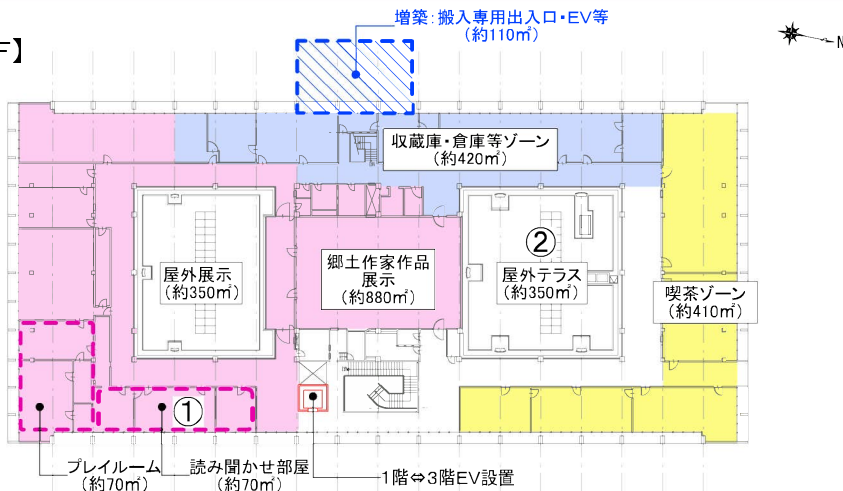 増築：搬入専用出入口・EV等
（約110㎡）
】
N
収蔵庫・倉庫等ゾーン
（約420㎡）
屋外展示
（約350㎡）
郷土作家作品
展示
（約880㎡）
②
屋外テラス
（約350㎡）
喫茶ゾーン
（約410㎡）
①
プレイルーム
（約70㎡）
読み聞かせ部屋
（約70㎡）
1階⇔3階EV設置